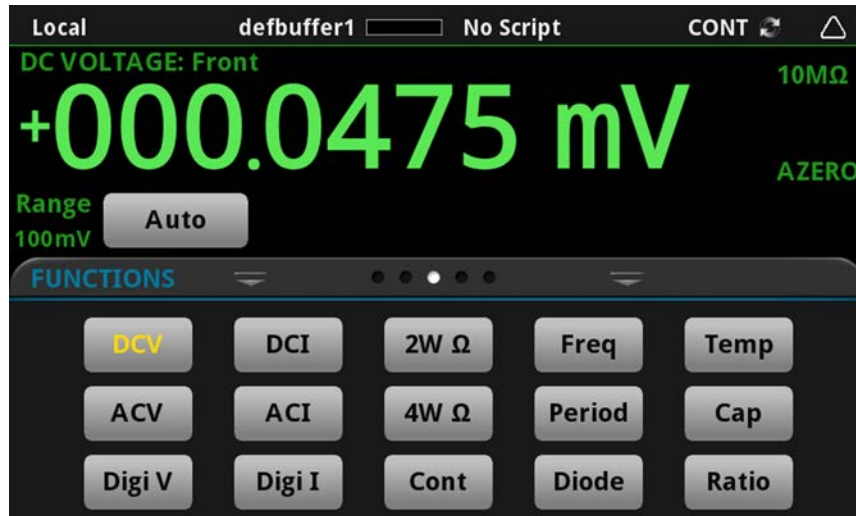 Local defbuffer1 No Script CONT
DC VOLTAGE: Front
10MΩ
+000.0475 mV
AZERO
Range
100mV
Auto
FUNCTIONS
DCV DCI 2W Ω Freq Temp
ACV ACI 4W Ω Period Cap
Digi V Digi I Cont Diode Ratio